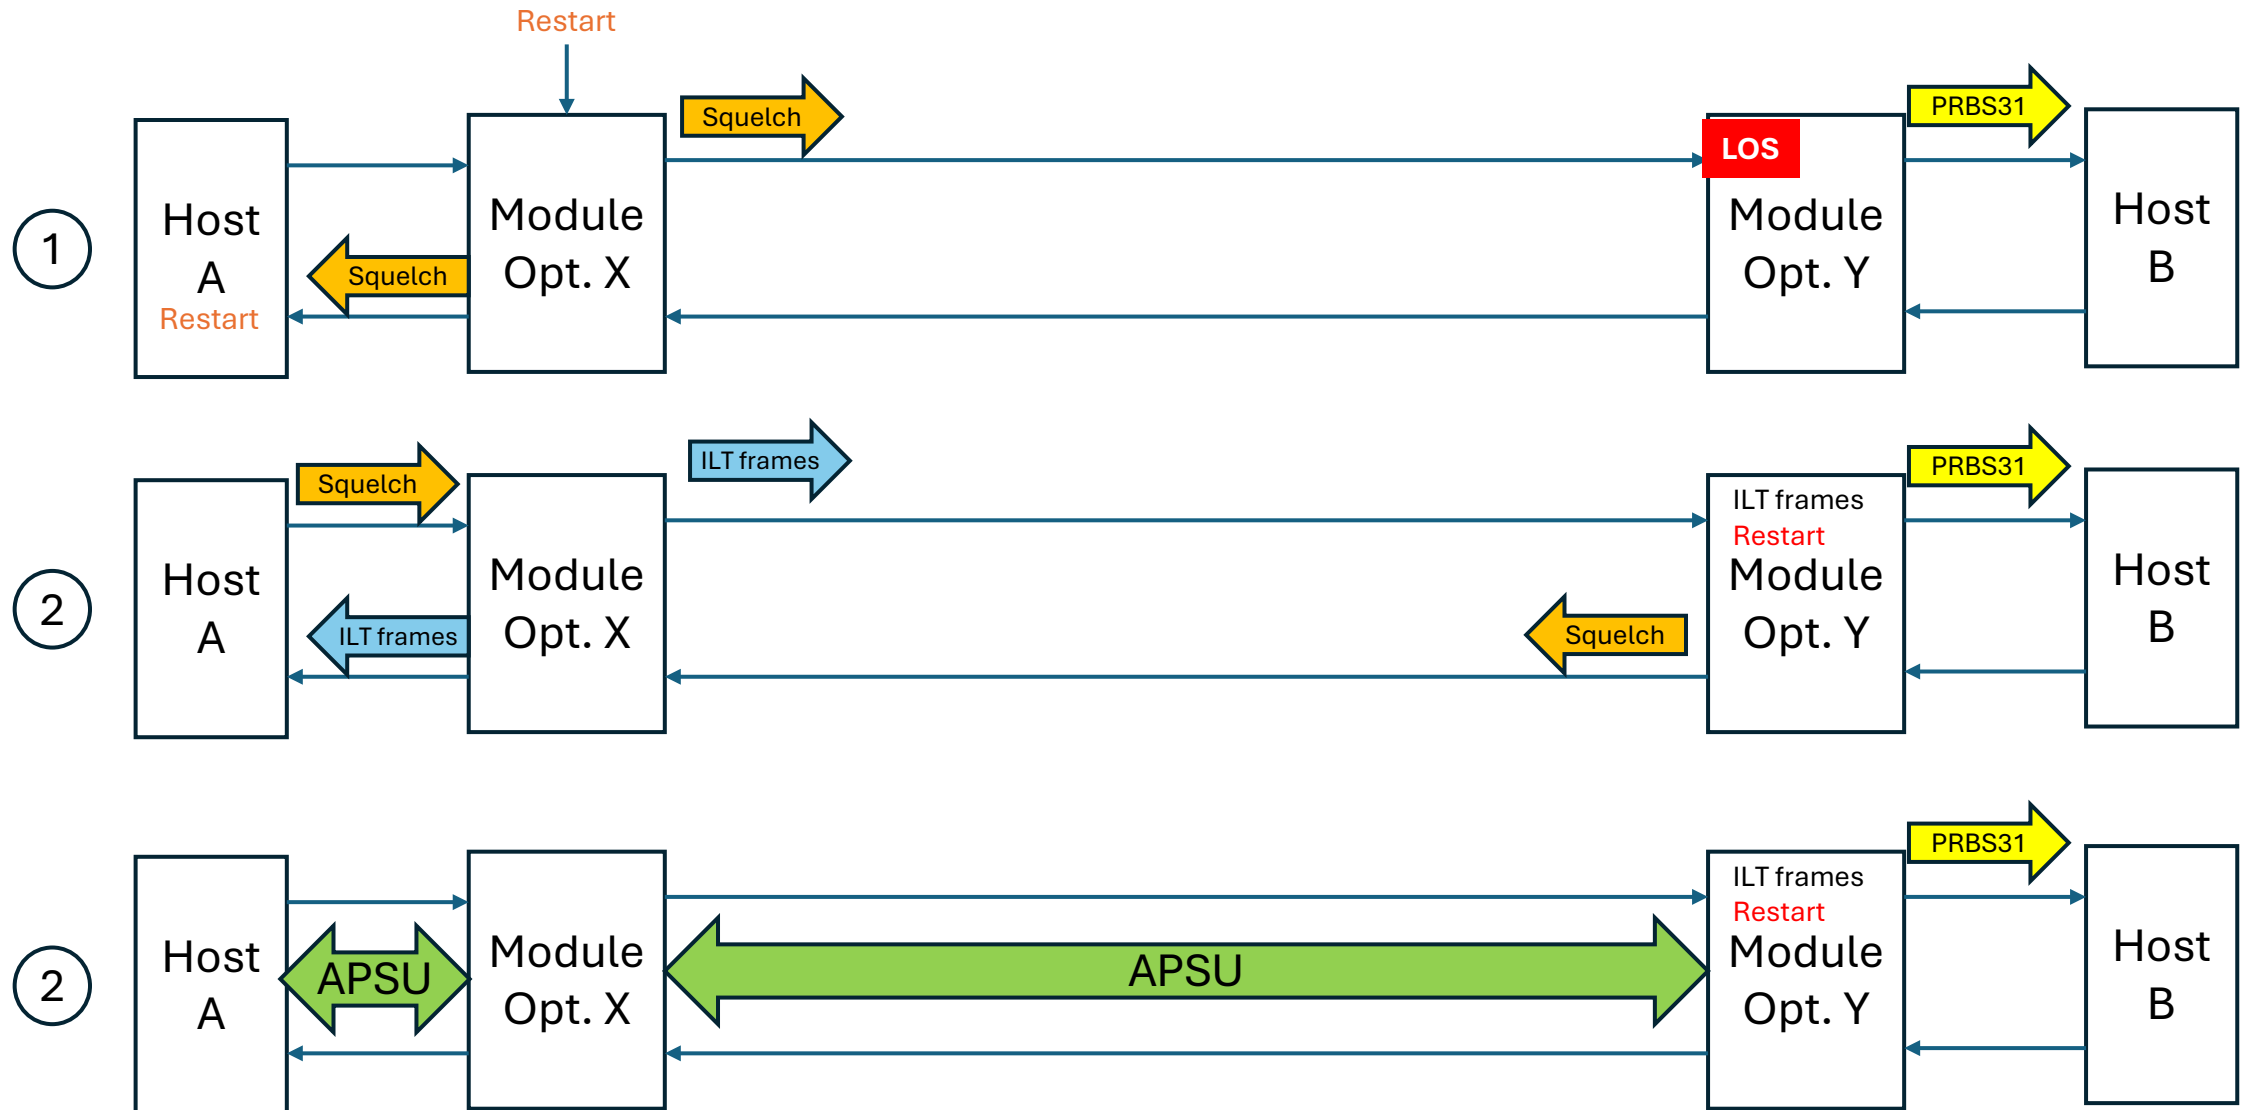 Restart
Squelch
PRBS31
LOS
1
Host
A
Restart
Squelch
Module
Opt. X
Module
Opt. Y
Host
B
Squelch
ILT frames
PRBS31
2
Host
A
ILT frames
Module
Opt. X
Squelch
ILT frames
Restart
Module
Opt. Y
Host
B
PRBS31
2
Host
A
APSU
Module
Opt. X
APSU
ILT frames
Restart
Module
Opt. Y
Host
B